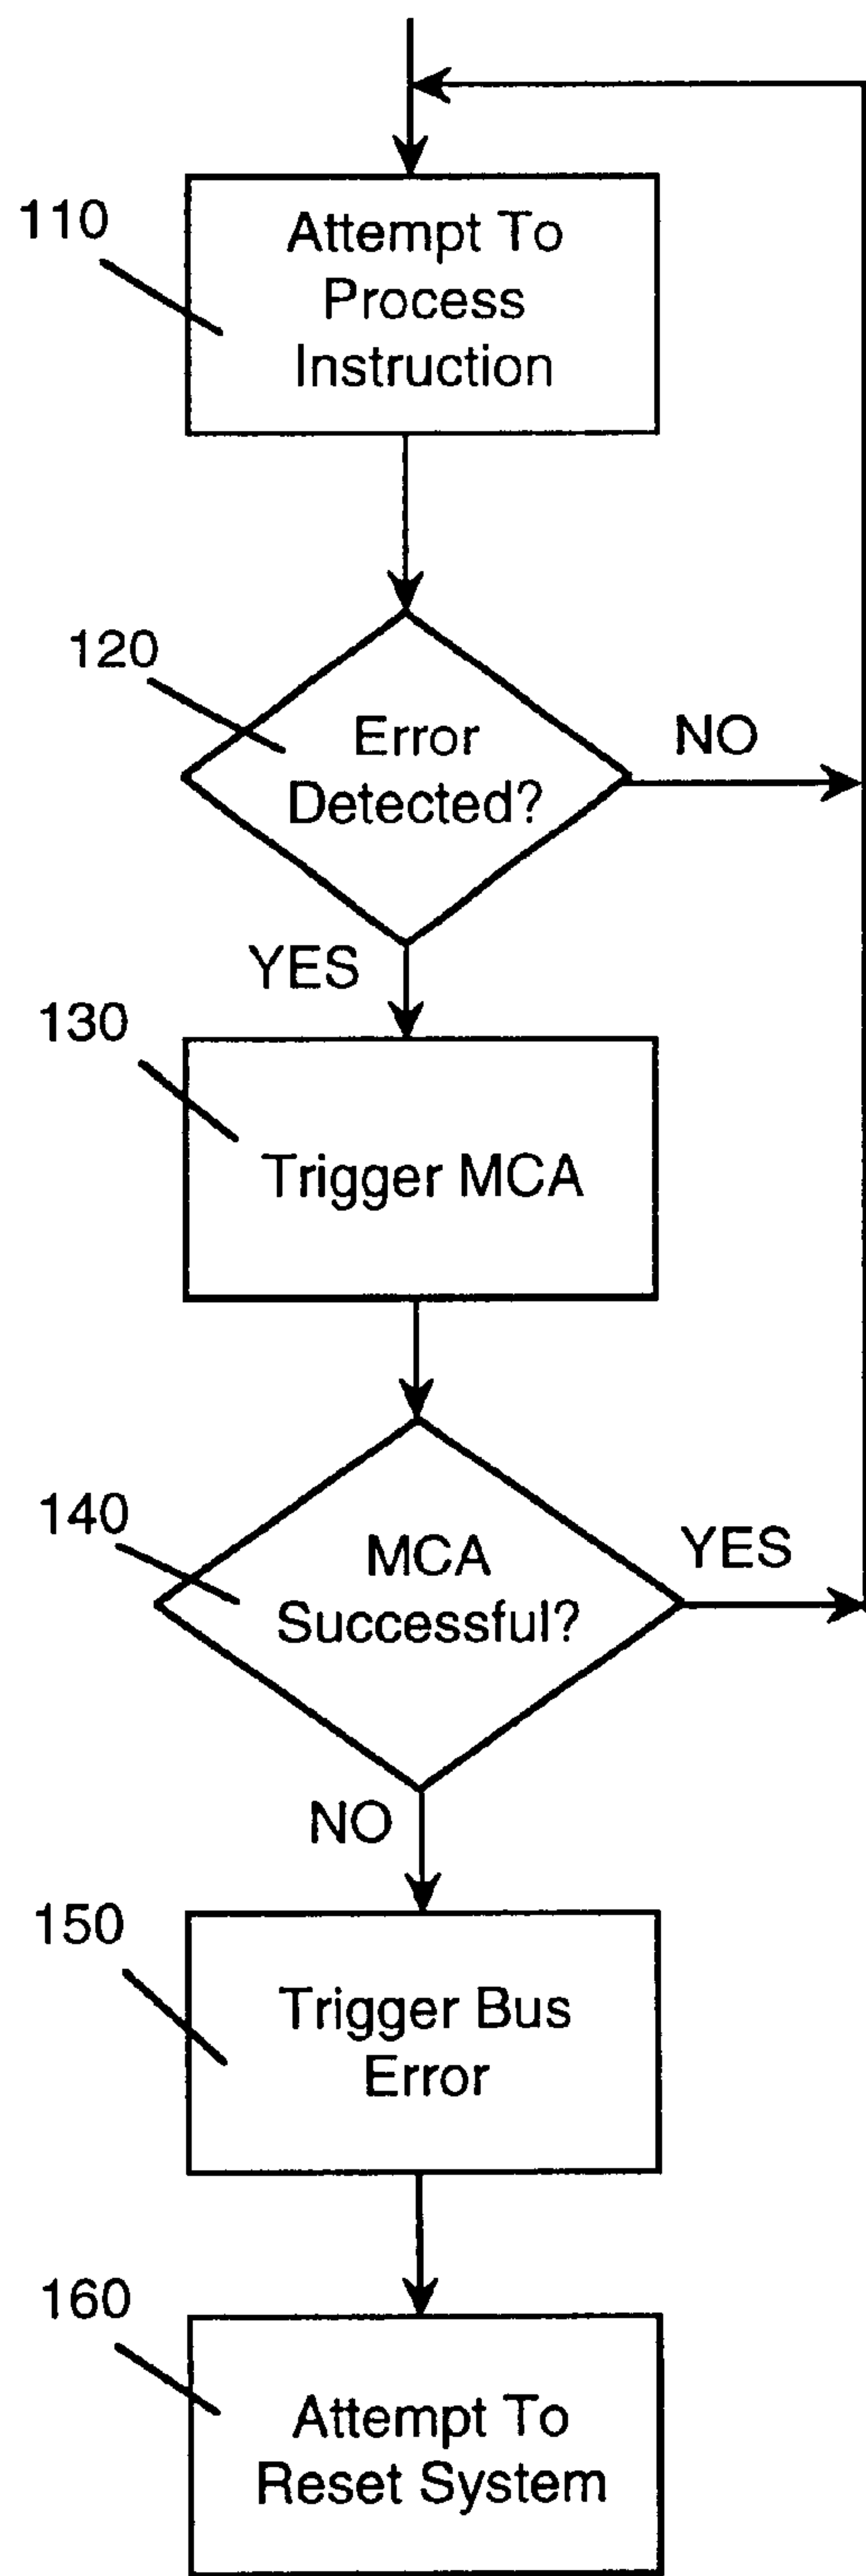 110
Attempt To
Process
Instruction
120
Error
Detected?
NO
YES
130
Trigger MCA
140
MCA
Successful?
YES
NO
150
Trigger Bus
Error
160
Attempt To
Reset System